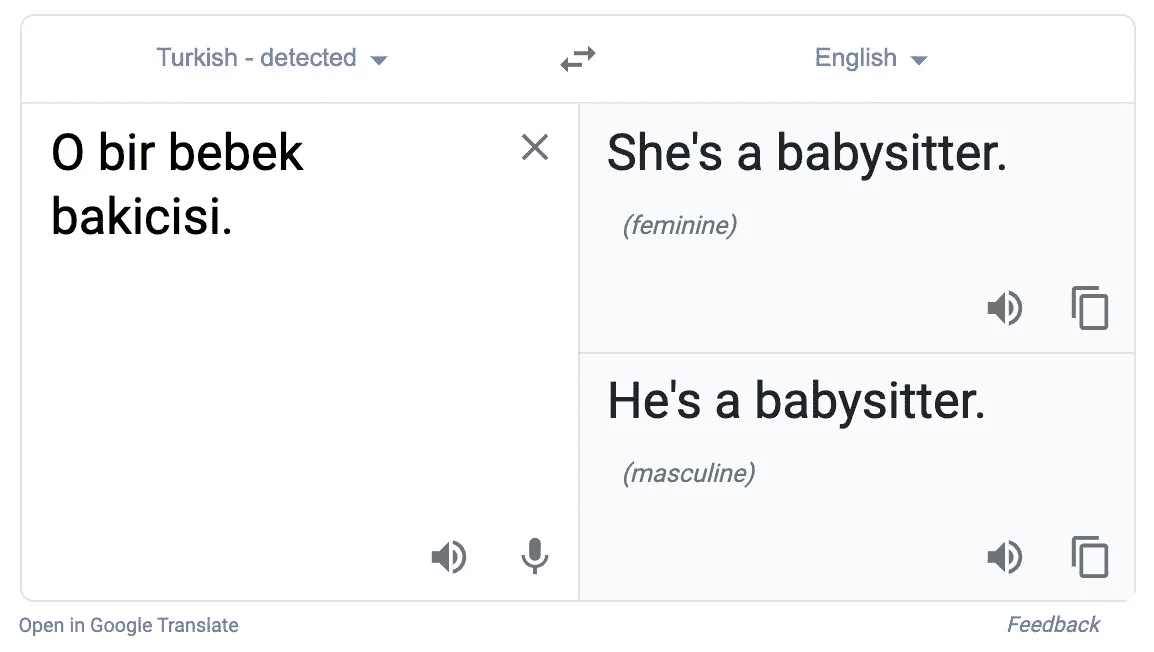 Turkish - detected
English
O bir bebek
bakicisi.
She's a babysitter.
(feminine)
He's a babysitter.
(masculine)
Open in Google Translate
Feedback